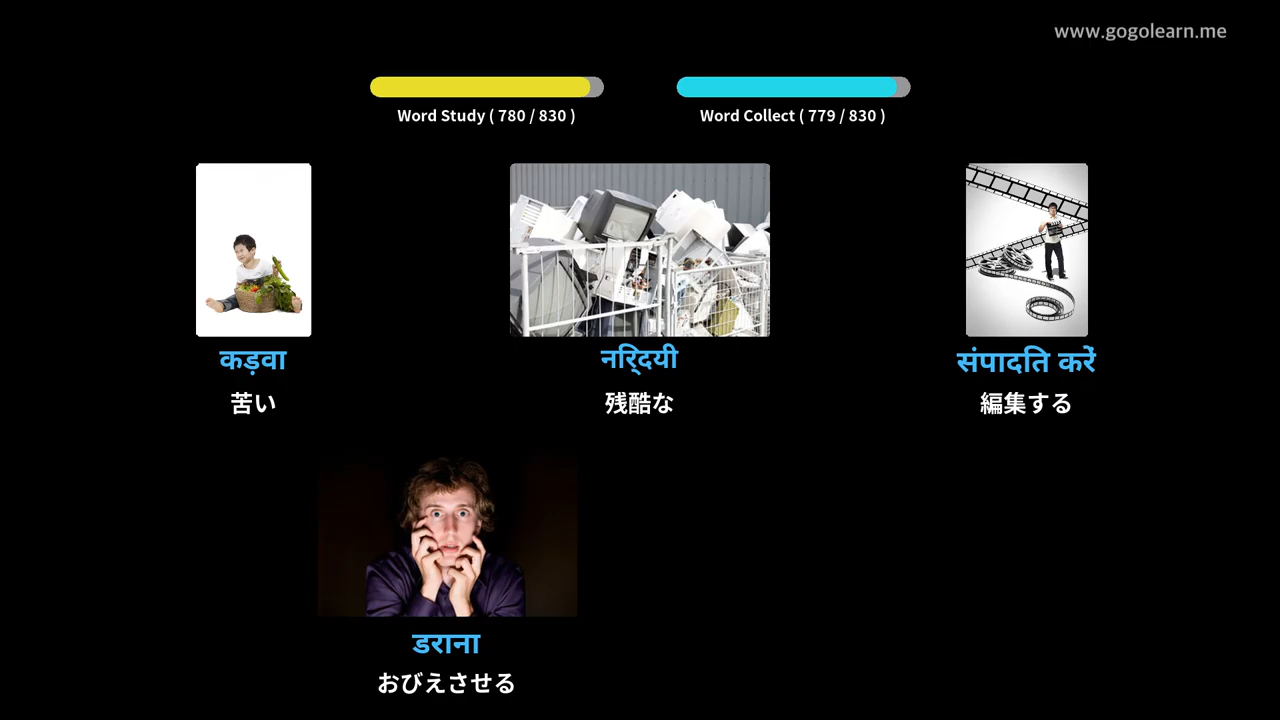 www.gogolearn.me
Word Study ( 780 / 830 )
Word Collect ( 779 / 830 )
कड़वा
निर्दयी
संपादित करें
苦い
残酷な
編集する
डराना
おびえさせる